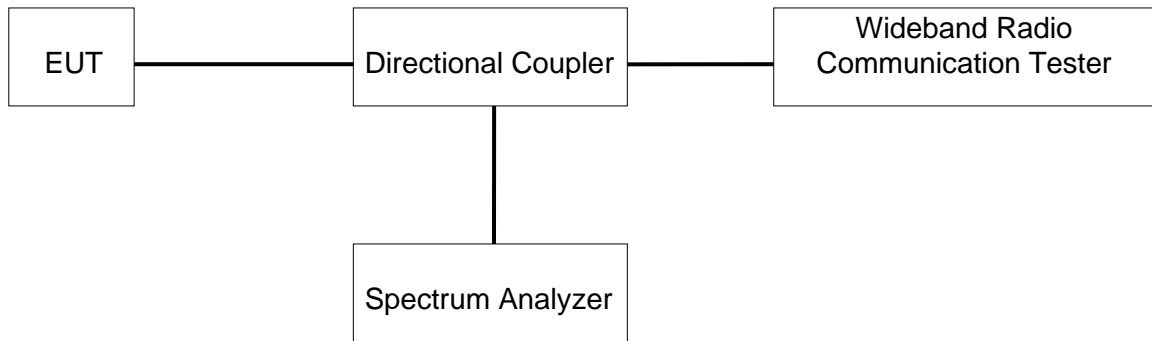 EUT
Directional Coupler
Wideband Radio
Communication Tester
Spectrum Analyzer